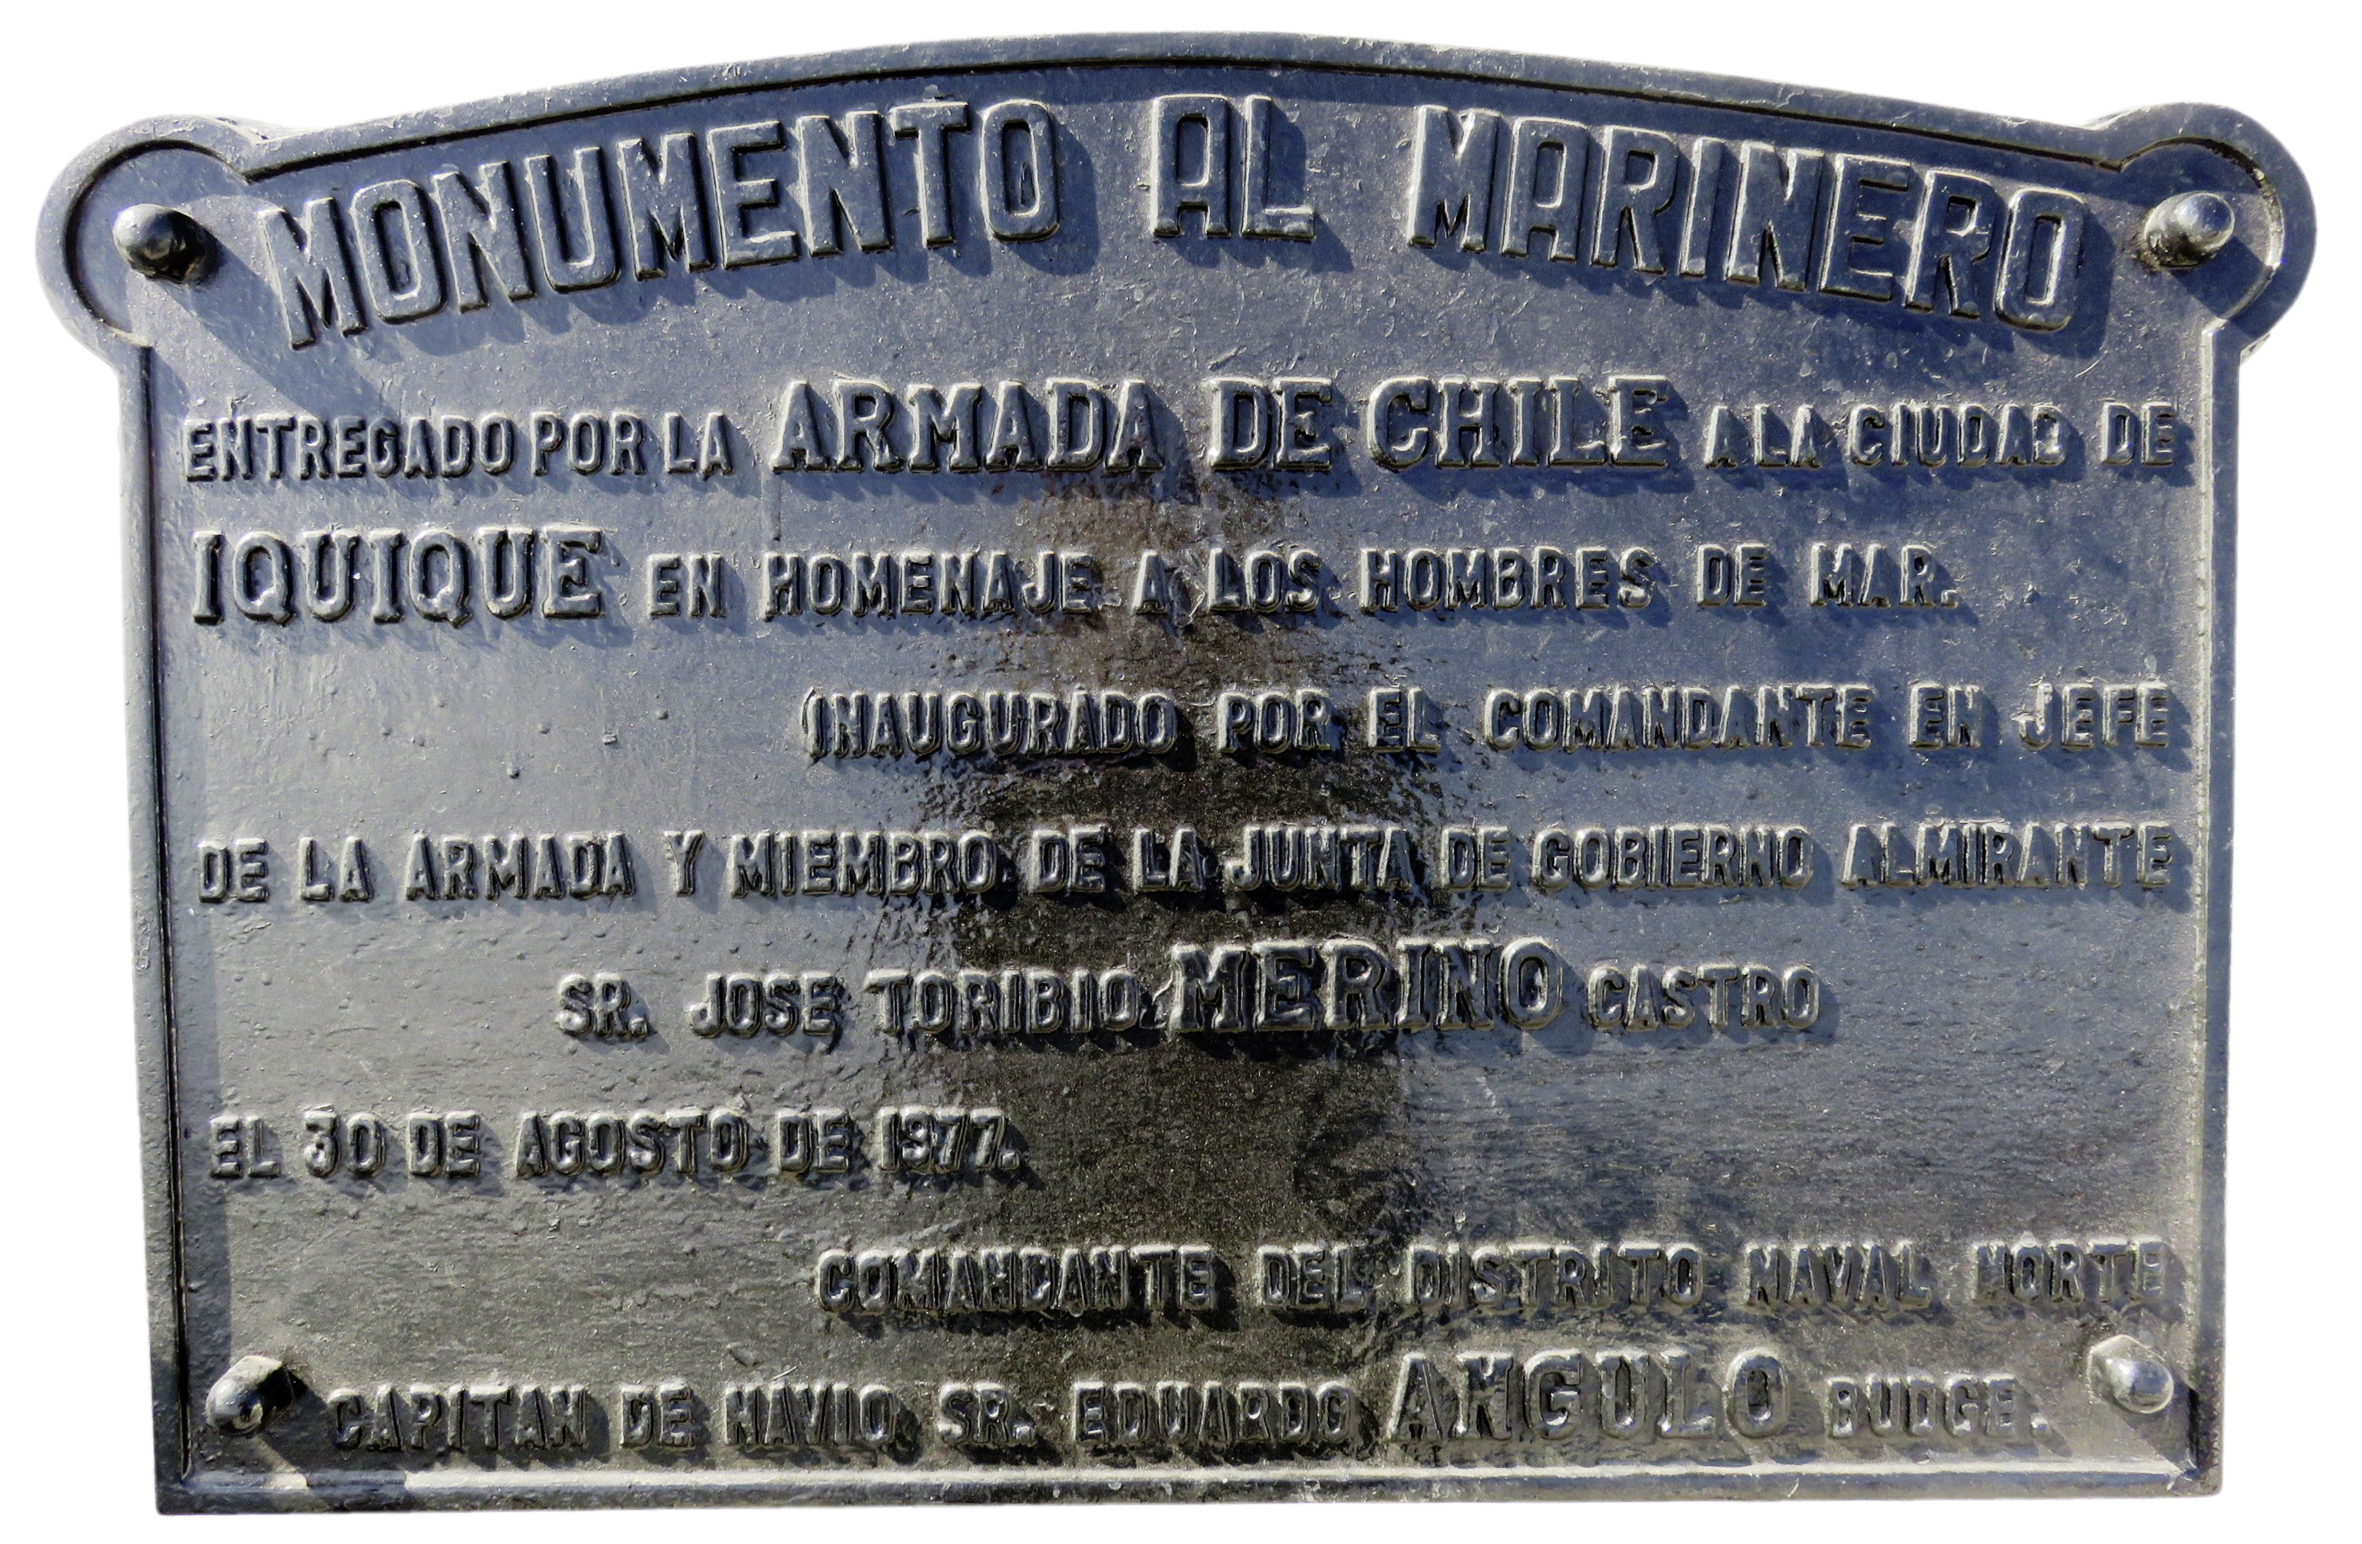 MONUMENTO AL MARINERO
ENTREGADO POR LA ARMADA DE CHILE A LA CIUDAD DE
IQUIQUE EN HOMENAJE A LOS HOMBRES DE MAR.
INAUGURADO POR EL COMANDANTE EN JEFE
DE LA ARMADA Y MIEMBRO DE LA JUNTA DE GOBIERNO ALMIRANTE
SR. JOSE TORIBIO MERINO CASTRO
EL 30 DE AGOSTO DE 1977.
COMANDANTE DEL DISTRITO NAVAL NORTE
CAPITAN DE NAVIO SR. EDUARDO ANGULO BUDGE.